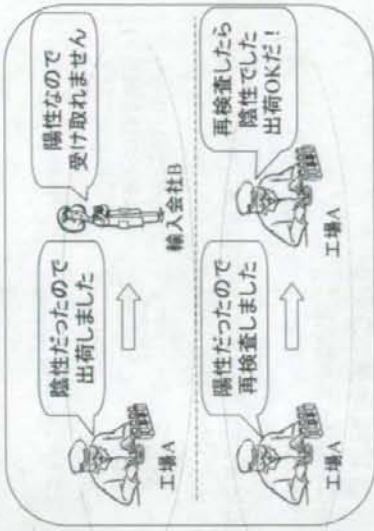 陰性だったので
出荷しました
工場A
陽性なので
受け取れません
輸入会社B
陽性だったので
再検査しました
工場A
再検査したら
陰性でした
出荷OKだ！
工場A